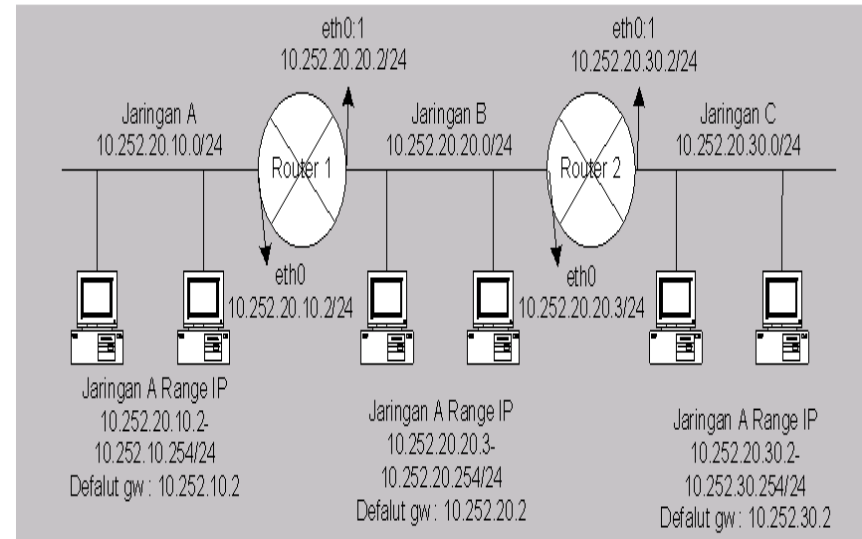 eth0:1
10.252.20.20.2/24
eth0:1
10.252.20.30.2/24
Jaringan A
10.252.20.10.0/24
Jaringan B
10.252.20.20.0/24
Jaringan C
10.252.20.30.0/24
Router 1
Router 2
eth0
10.252.20.10.2/24
eth0
10.252.20.20.3/24
Jaringan A Range IP
10.252.20.10.2-
10.252.10.254/24
Defalut gw : 10.252.10.2
Jaringan A Range IP
10.252.20.20.3-
10.252.20.254/24
Defalut gw : 10.252.20.2
Jaringan A Range IP
10.252.20.30.2-
10.252.30.254/24
Defalut gw : 10.252.30.2